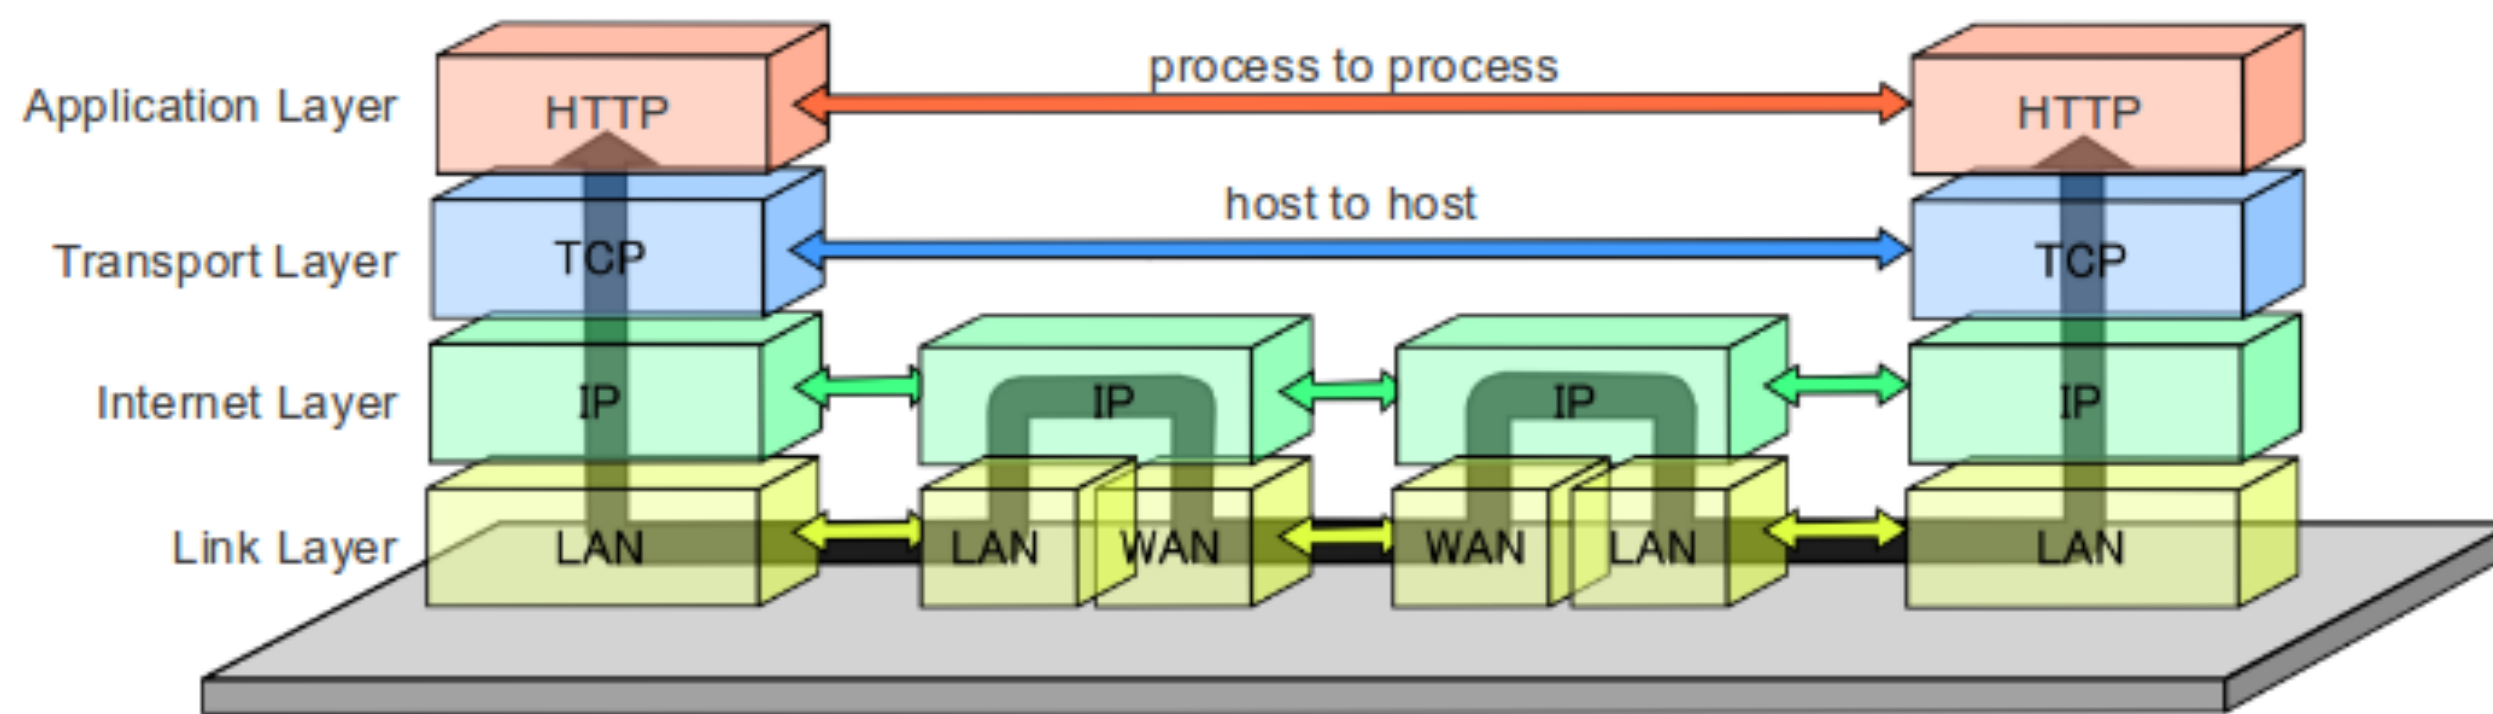 process to process
Application Layer HTTP HTTP
host to host
Transport Layer TCP TCP
Internet Layer IP IP IP IP
Link Layer LAN LAN WAN WAN LAN LAN